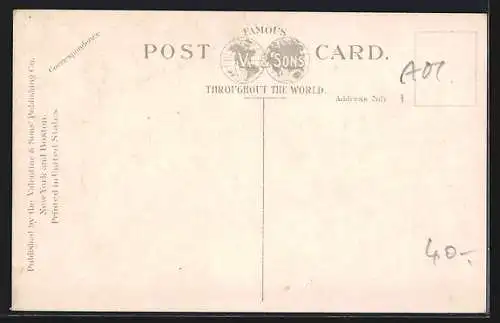 FAMOUS
POST CARD.
V. & SONS
THROUGHOUT THE WORLD.
Correspondence
Address Only
Published by the Valentine & Sons' Publishing Co.
New York and Boston.
Printed in United States
40.-